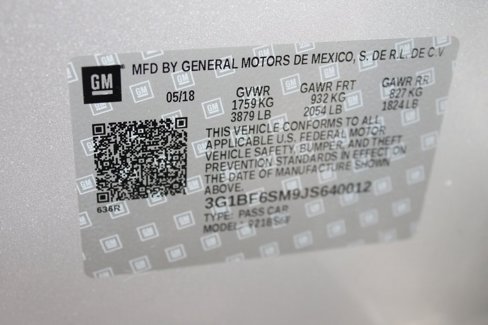 MFD BY GENERAL MOTORS DE MEXICO, S. DE R.L. DE C.V
GM
05/18 GVWR GAWR FRT GAWR RR
1759 KG 932 KG 827 KG
3879 LB 2054 LB 1824 LB
THIS VEHICLE CONFORMS TO ALL
APPLICABLE U.S. FEDERAL MOTOR
VEHICLE SAFETY, BUMPER, AND THEFT
PREVENTION STANDARDS IN EFFECT ON
THE DATE OF MANUFACTURE SHOWN
ABOVE.
3G1BF6SM9JS640012
636R
TYPE: PASS CAR
MODEL: